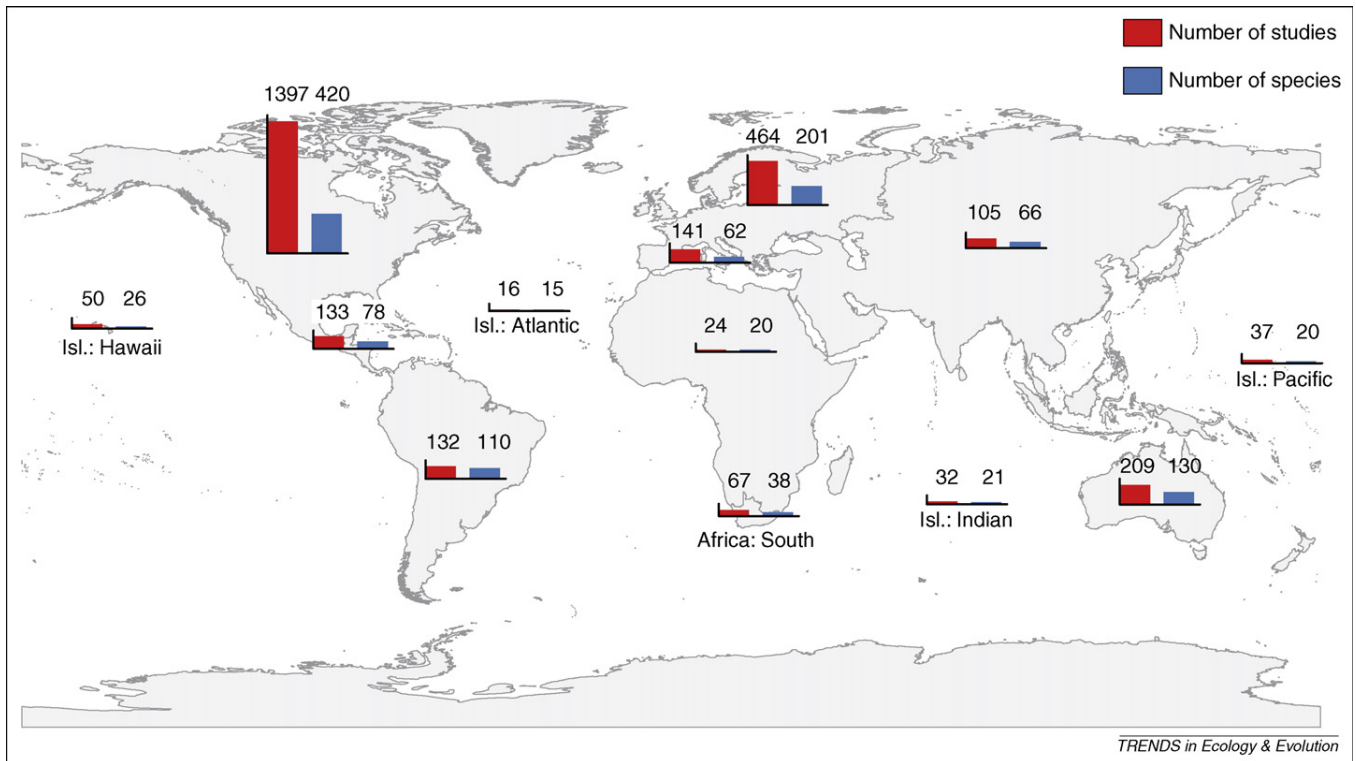 Number of studies
Number of species
1397 420
464 201
105 66
141 62
50 26
Isl.: Hawaii
16 15
Isl.: Atlantic
133 78
24 20
37 20
Isl.: Pacific
132 110
67 38
Africa: South
32 21
Isl.: Indian
209 130
TRENDS in Ecology & Evolution